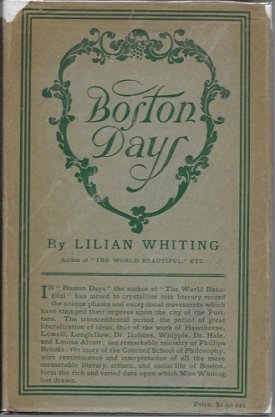 Boston
Days
By LILIAN WHITING
Author of "THE WORLD BEAUTIFUL," ETC.
IN "Boston Days" the author of "The World Beau-
tiful" has aimed to crystallize into literary record
the unique phases and exceptional movements which
have stamped their impress upon the city of the Puri-
tans. The transcendental period, the period of great
liberalization of ideas, that of the work of Hawthorne,
Lowell, Longfellow, Dr. Holmes, Whipple, Dr. Hale,
and Louisa Alcott; the remarkable ministry of Phillips
Brooks; the story of the Concord School of Philosophy,
with reminiscence and interpretation of all the more
memorable literary, artistic, and social-life of Boston,
form the rich and varied data upon which Miss Whiting
has drawn.
Price, $1.50 net